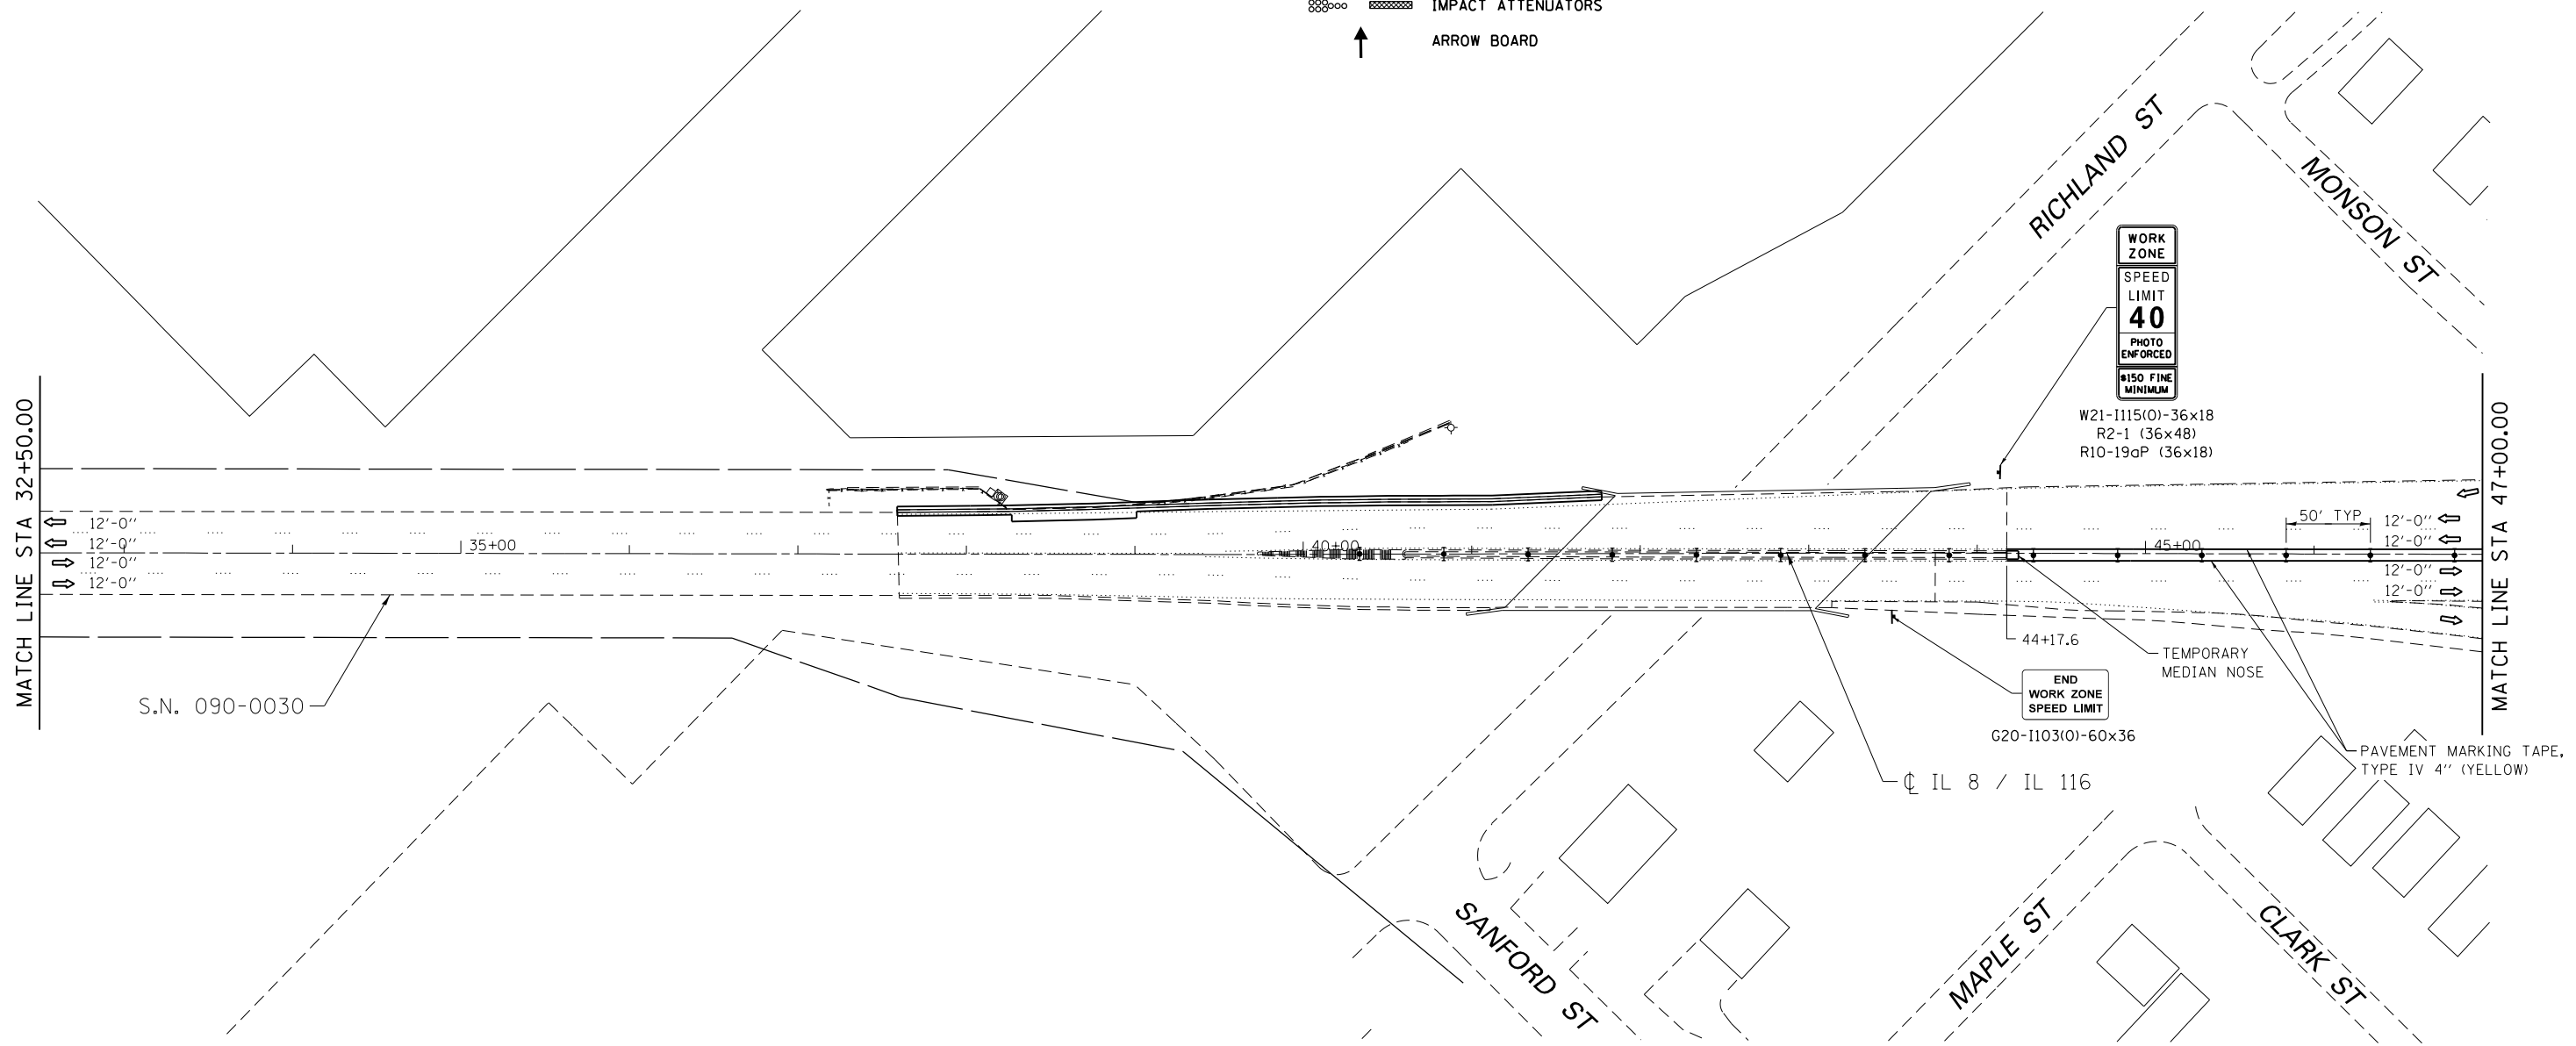 IMPACT ATTENUATORS
ARROW BOARD
RICHLAND ST
MONSON ST
WORK
ZONE
SPEED
LIMIT
40
PHOTO
ENFORCED
$150 FINE
MINIMUM
W21-I115(O)-36x18
R2-1 (36x48)
R10-19aP (36x18)
MATCH LINE STA 32+50.00
MATCH LINE STA 47+00.00
12'-0"
12'-0"
12'-0"
12'-0"
35+00
40+00
45+00
50' TYP
12'-0"
12'-0"
12'-0"
12'-0"
44+17.6
TEMPORARY
MEDIAN NOSE
S.N. 090-0030
END
WORK ZONE
SPEED LIMIT
G20-I103(O)-60x36
PAVEMENT MARKING TAPE,
TYPE IV 4" (YELLOW)
℄ IL 8 / IL 116
SANFORD ST
MAPLE ST
CLARK ST